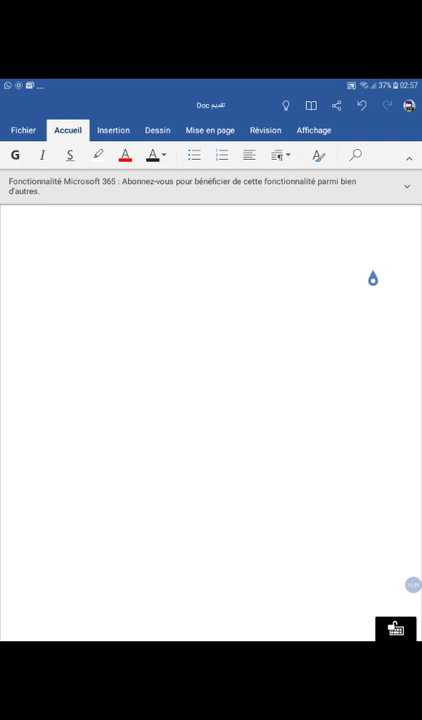 ... 37% 02:57
Doc تقديم
Fichier Accueil Insertion Dessin Mise en page Révision Affichage
G I S A A
Fonctionnalité Microsoft 365 : Abonnez-vous pour bénéficier de cette fonctionnalité parmi bien
d'autres.